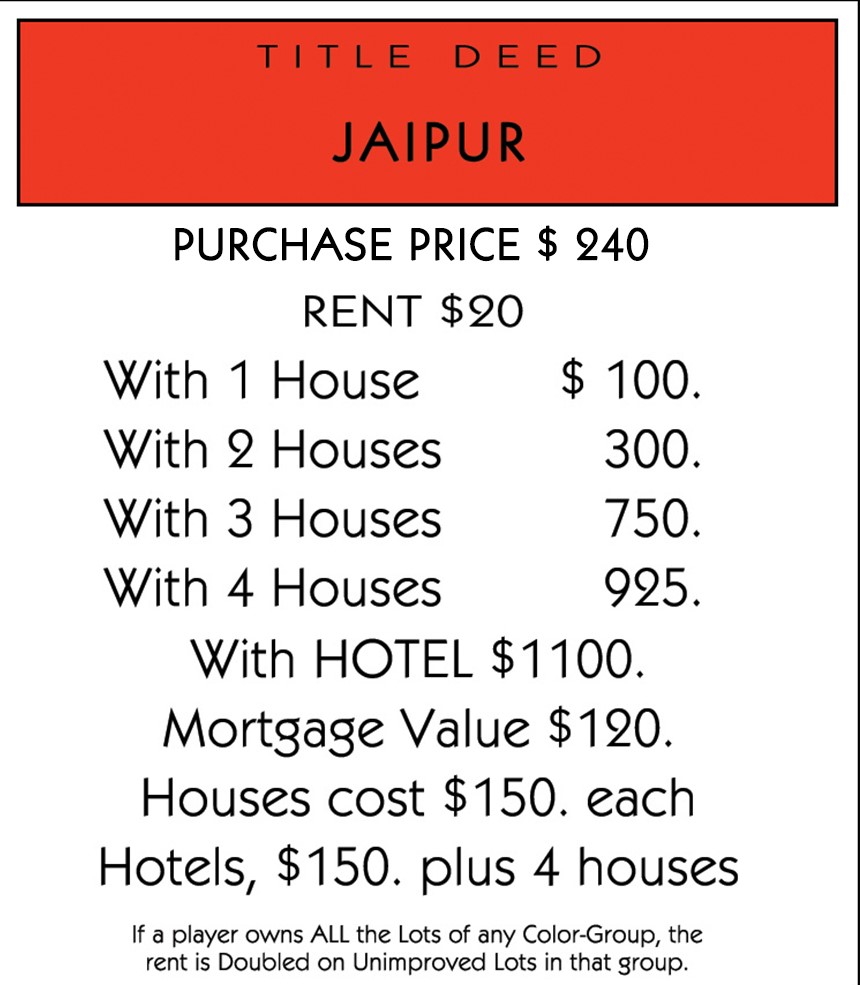 TITLE DEED
JAIPUR
PURCHASE PRICE $ 240
RENT $20
With 1 House $ 100.
With 2 Houses 300.
With 3 Houses 750.
With 4 Houses 925.
With HOTEL $1100.
Mortgage Value $120.
Houses cost $150. each
Hotels, $150. plus 4 houses
If a player owns ALL the Lots of any Color-Group, the
rent is Doubled on Unimproved Lots in that group.